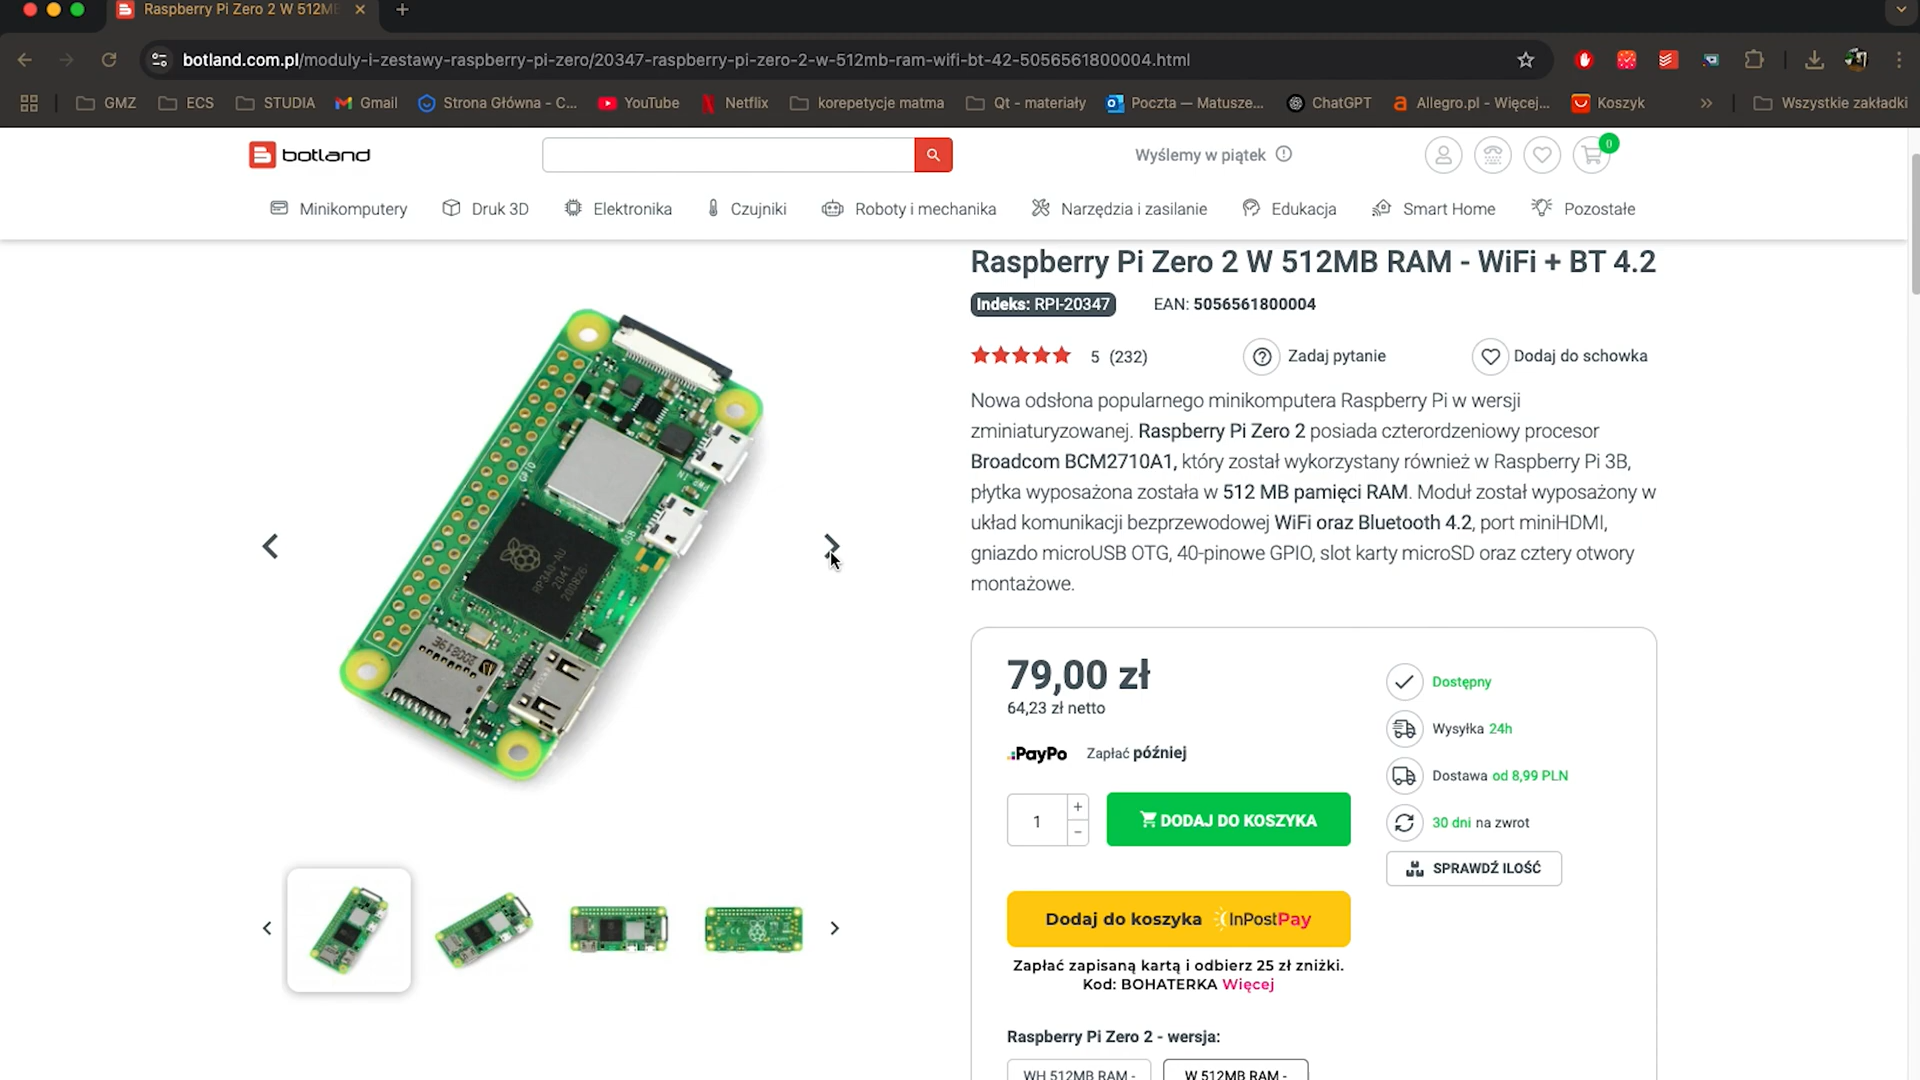 Raspberry Pi Zero 2 W 512MB
botland.com.pl/moduly-i-zestawy-raspberry-pi-zero/20347-raspberry-pi-zero-2-w-512mb-ram-wifi-bt-42-5056561800004.html
GMZ ECS STUDIA Gmail Strona Główna - C... YouTube Netflix korepetycje matma Qt - materiały Poczta — Matusze... ChatGPT Allegro.pl - Więcej... Koszyk Wszystkie zakładki
botland Wyślemy w piątek 0
Minikomputery Druk 3D Elektronika Czujniki Roboty i mechanika Narzędzia i zasilanie Edukacja Smart Home Pozostałe
Raspberry Pi Zero 2 W 512MB RAM - WiFi + BT 4.2
Indeks: RPI-20347 EAN: 5056561800004
5 (232) Zadaj pytanie Dodaj do schowka
Nowa odsłona popularnego minikomputera Raspberry Pi w wersji
zminiaturyzowanej. Raspberry Pi Zero 2 posiada czterordzeniowy procesor
Broadcom BCM2710A1, który został wykorzystany również w Raspberry Pi 3B,
płytka wyposażona została w 512 MB pamięci RAM. Moduł został wyposażony w
układ komunikacji bezprzewodowej WiFi oraz Bluetooth 4.2, port miniHDMI,
gniazdo microUSB OTG, 40-pinowe GPIO, slot karty microSD oraz cztery otwory
montażowe.
GPIO
PWR IN
USB
RP3A0-AU
2041
200826
200819E
79,00 zł
64,23 zł netto
PayPo Zapłać później
1
DODAJ DO KOSZYKA
Dostępny
Wysyłka 24h
Dostawa od 8,99 PLN
30 dni na zwrot
SPRAWDŹ ILOŚĆ
Dodaj do koszyka InPostPay
Zapłać zapisaną kartą i odbierz 25 zł zniżki.
Kod: BOHATERKA Więcej
Raspberry Pi Zero 2 - wersja:
WH 512MB RAM - W 512MB RAM -